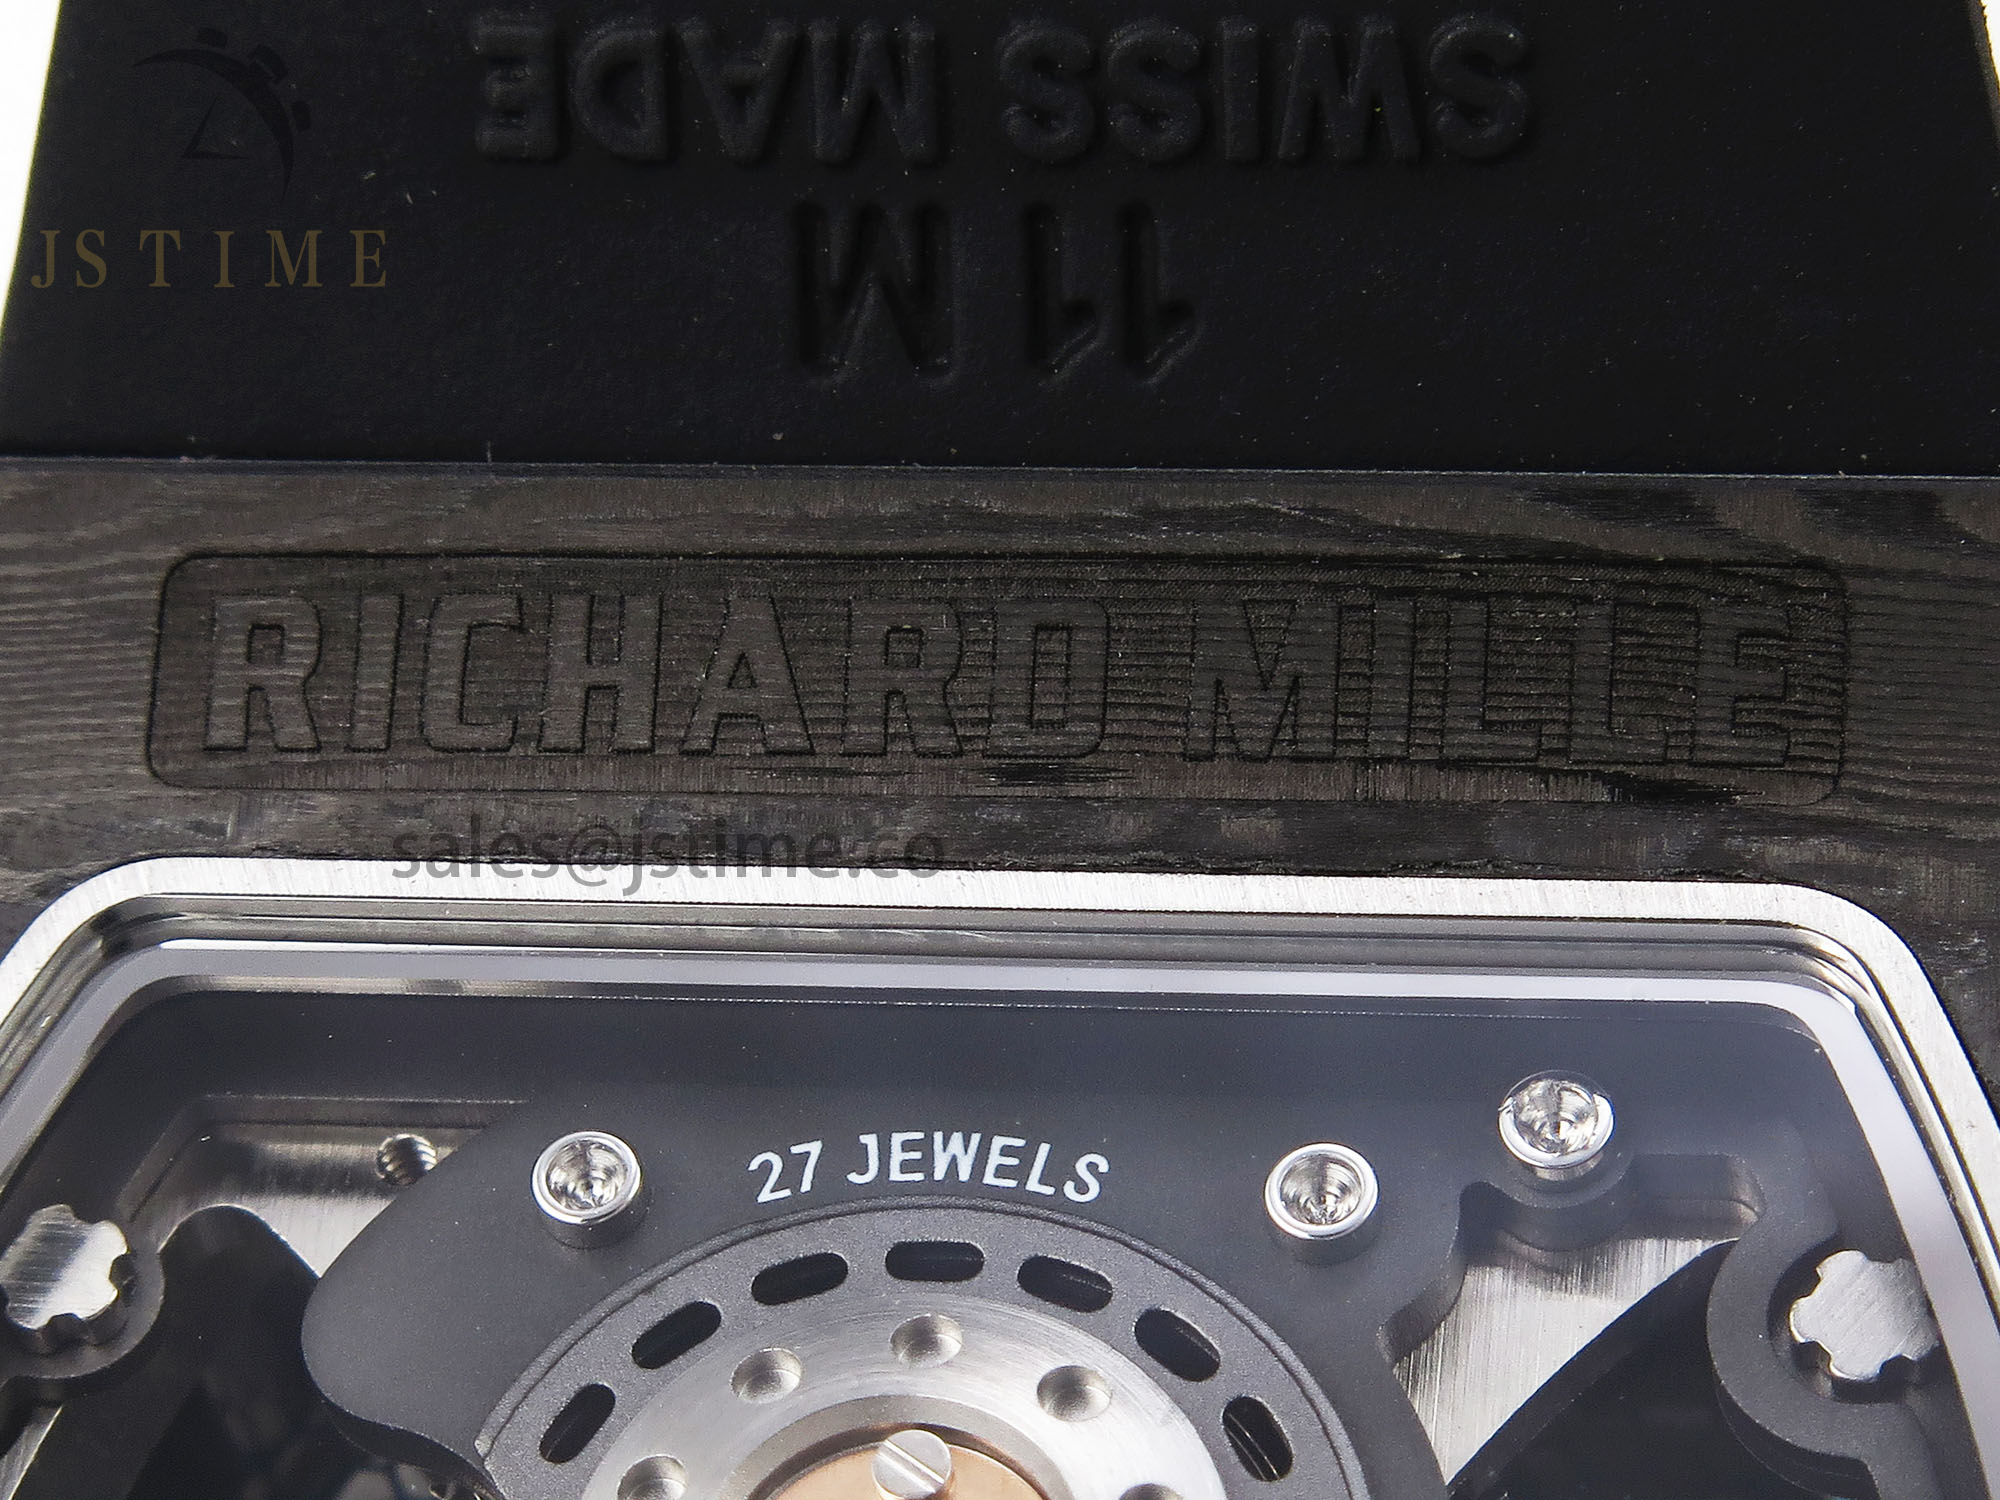 SWISS MADE
11 M
JSTIME
RICHARD MILLE
sales@jstime.co
27 JEWELS